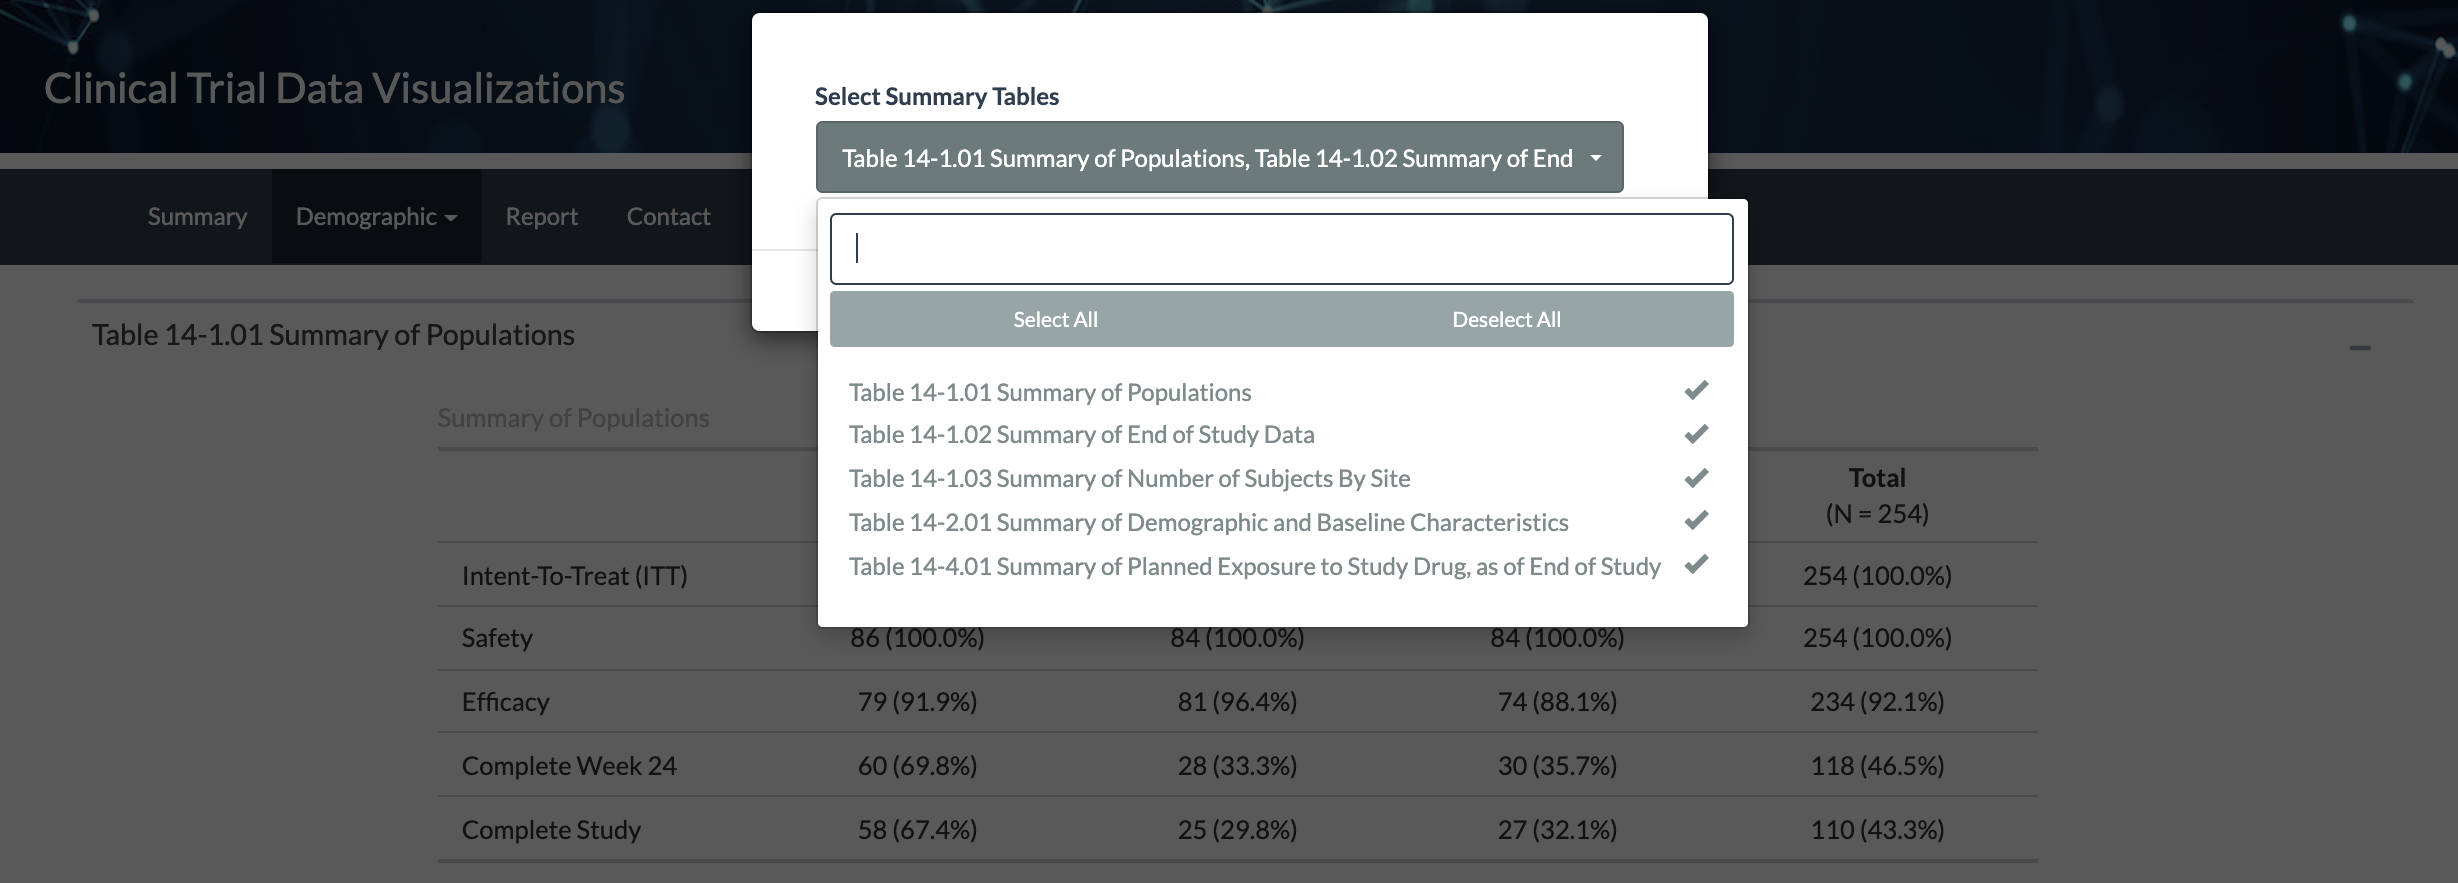 Clinical Trial Data Visualizations
Select Summary Tables
Table 14-1.01 Summary of Populations, Table 14-1.02 Summary of End
Summary Demographic Report Contact
Select All Deselect All
Table 14-1.01 Summary of Populations
Table 14-1.02 Summary of End of Study Data
Table 14-1.03 Summary of Number of Subjects By Site
Table 14-2.01 Summary of Demographic and Baseline Characteristics
Table 14-4.01 Summary of Planned Exposure to Study Drug, as of End of Study
Table 14-1.01 Summary of Populations
Summary of Populations
Total
(N = 254)
Intent-To-Treat (ITT) 254 (100.0%)
Safety 86 (100.0%) 84 (100.0%) 84 (100.0%) 254 (100.0%)
Efficacy 79 (91.9%) 81 (96.4%) 74 (88.1%) 234 (92.1%)
Complete Week 24 60 (69.8%) 28 (33.3%) 30 (35.7%) 118 (46.5%)
Complete Study 58 (67.4%) 25 (29.8%) 27 (32.1%) 110 (43.3%)